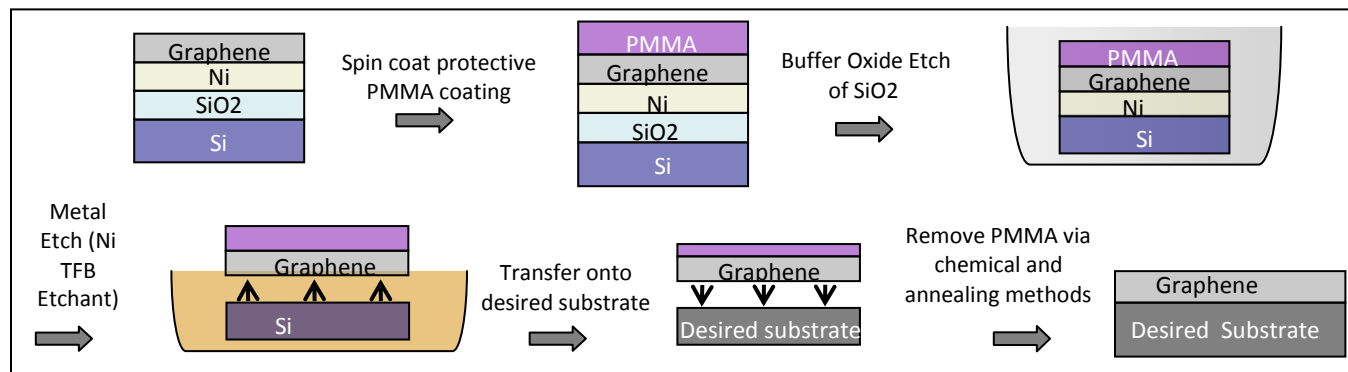 Graphene
Ni
SiO2
Si
Spin coat protective
PMMA coating
PMMA
Graphene
Ni
SiO2
Si
Buffer Oxide Etch
of SiO2
PMMA
Graphene
Ni
Si
Metal
Etch (Ni
TFB
Etchant)
Graphene
Si
Transfer onto
desired substrate
Graphene
Desired substrate
Remove PMMA via
chemical and
annealing methods
Graphene
Desired Substrate